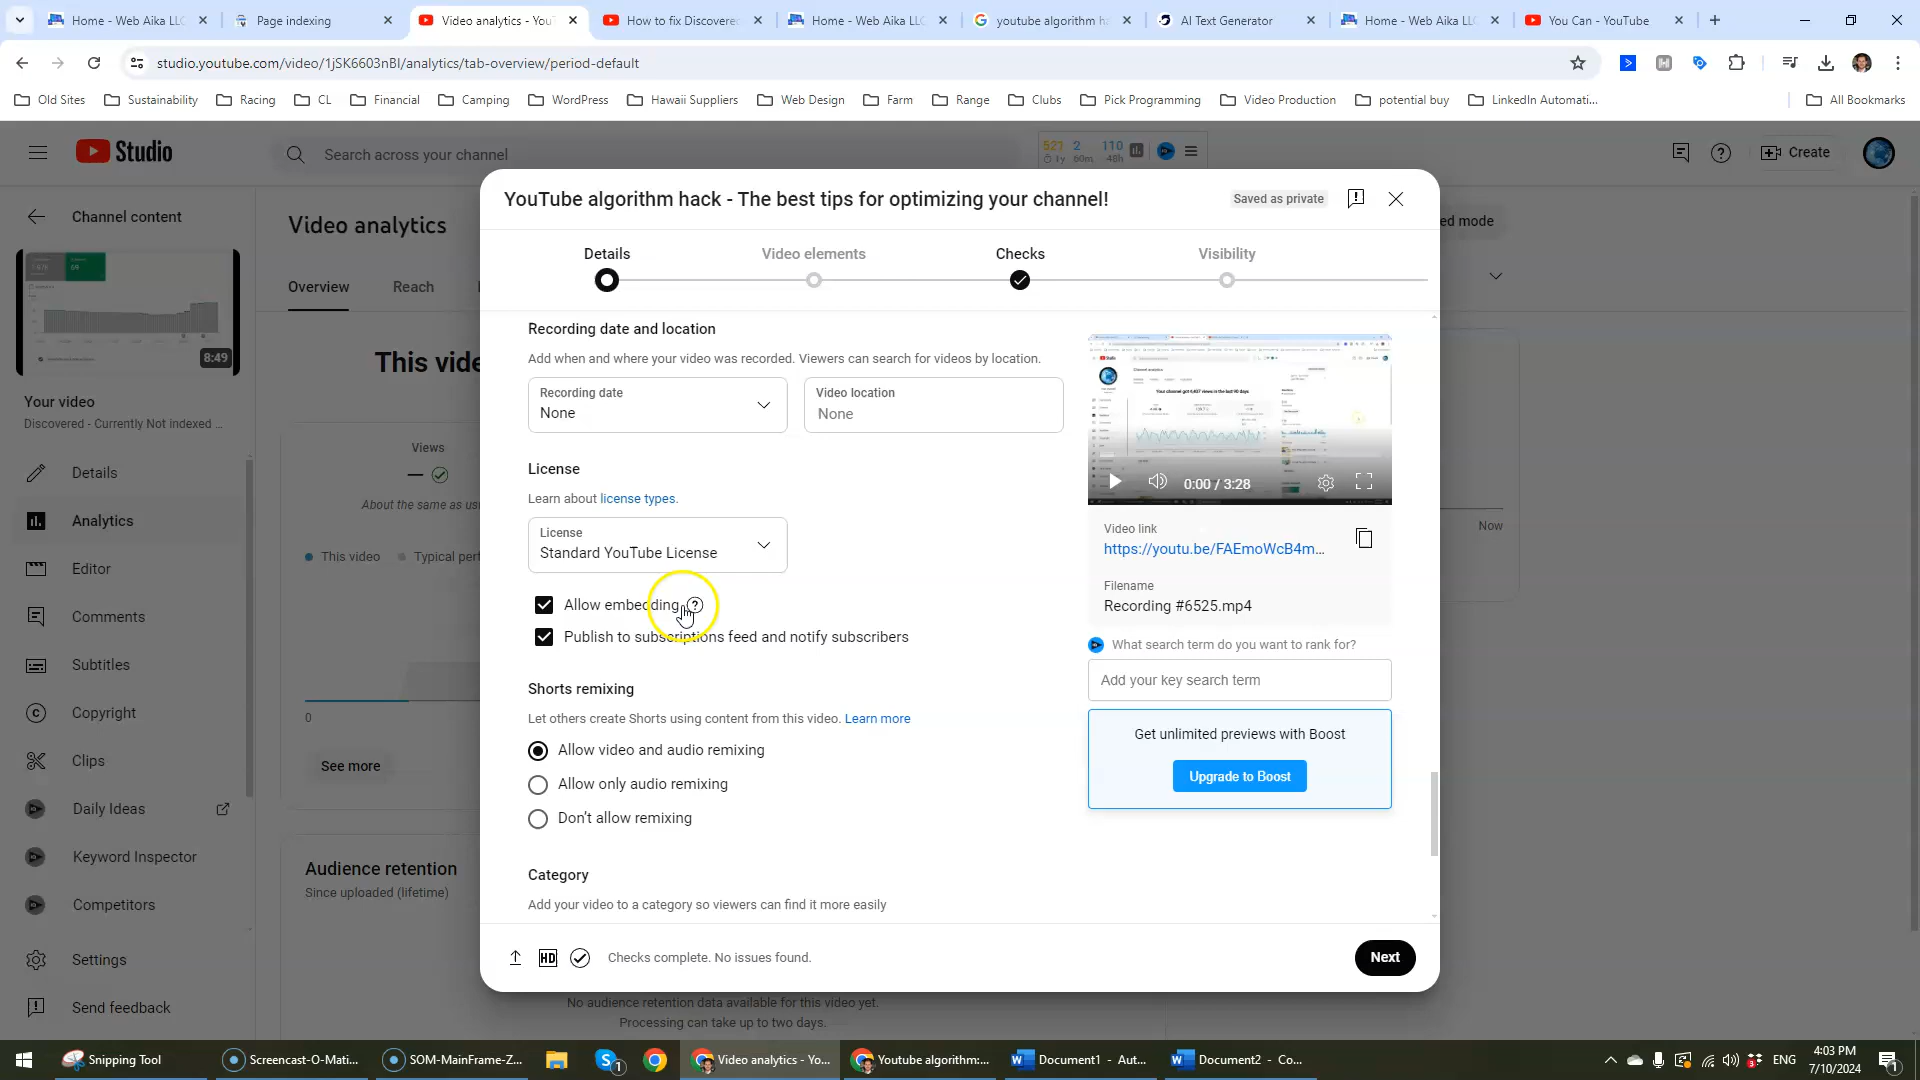 Home - Web Aika LLC
Page indexing
Video analytics - You
How to fix Discovered
Home - Web Aika LLC
youtube algorithm ha
AI Text Generator
Home - Web Aika LLC
You Can - YouTube
studio.youtube.com/video/1jSK6603nBI/analytics/tab-overview/period-default
Old Sites
Sustainability
Racing
CL
Financial
Camping
WordPress
Hawaii Suppliers
Web Design
Farm
Range
Clubs
Pick Programming
Video Production
potential buy
LinkedIn Automati...
All Bookmarks
Studio
Search across your channel
521 2 110
1y 60m 48h
Create
Channel content
8:49
Your video
Discovered - Currently Not indexed ...
Details
Analytics
Editor
Comments
Subtitles
Copyright
Clips
Daily Ideas
Keyword Inspector
Competitors
Settings
Send feedback
Video analytics
Overview
Reach
This vide
Views
—
About the same as usu
This video
Typical perf
0
See more
Audience retention
Since uploaded (lifetime)
No audience retention data available for this video yet.
Processing can take up to two days.
ed mode
Now
YouTube algorithm hack - The best tips for optimizing your channel!
Saved as private
Details
Video elements
Checks
Visibility
Recording date and location
Add when and where your video was recorded. Viewers can search for videos by location.
Recording date
None
Video location
None
License
Learn about license types.
License
Standard YouTube License
Allow embedding
Publish to subscriptions feed and notify subscribers
Shorts remixing
Let others create Shorts using content from this video. Learn more
Allow video and audio remixing
Allow only audio remixing
Don't allow remixing
Category
Add your video to a category so viewers can find it more easily
0:00 / 3:28
Video link
https://youtu.be/FAEmoWcB4m...
Filename
Recording #6525.mp4
What search term do you want to rank for?
Add your key search term
Get unlimited previews with Boost
Upgrade to Boost
HD
Checks complete. No issues found.
Next
Snipping Tool
Screencast-O-Mati...
SOM-MainFrame-Z...
Video analytics - Yo...
Youtube algorithm:...
Document1 - Aut...
Document2 - Co...
ENG
4:03 PM
7/10/2024